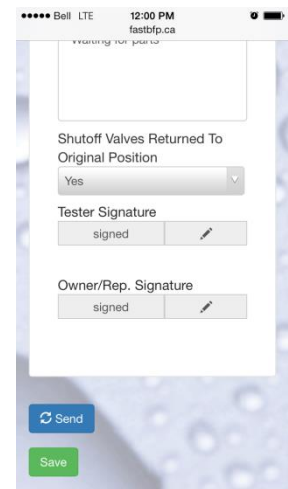 Bell LTE 12:00 PM
fastbfp.ca
Waiting for parts
Shutoff Valves Returned To
Original Position
Yes
Tester Signature
signed
Owner/Rep. Signature
signed
Send
Save